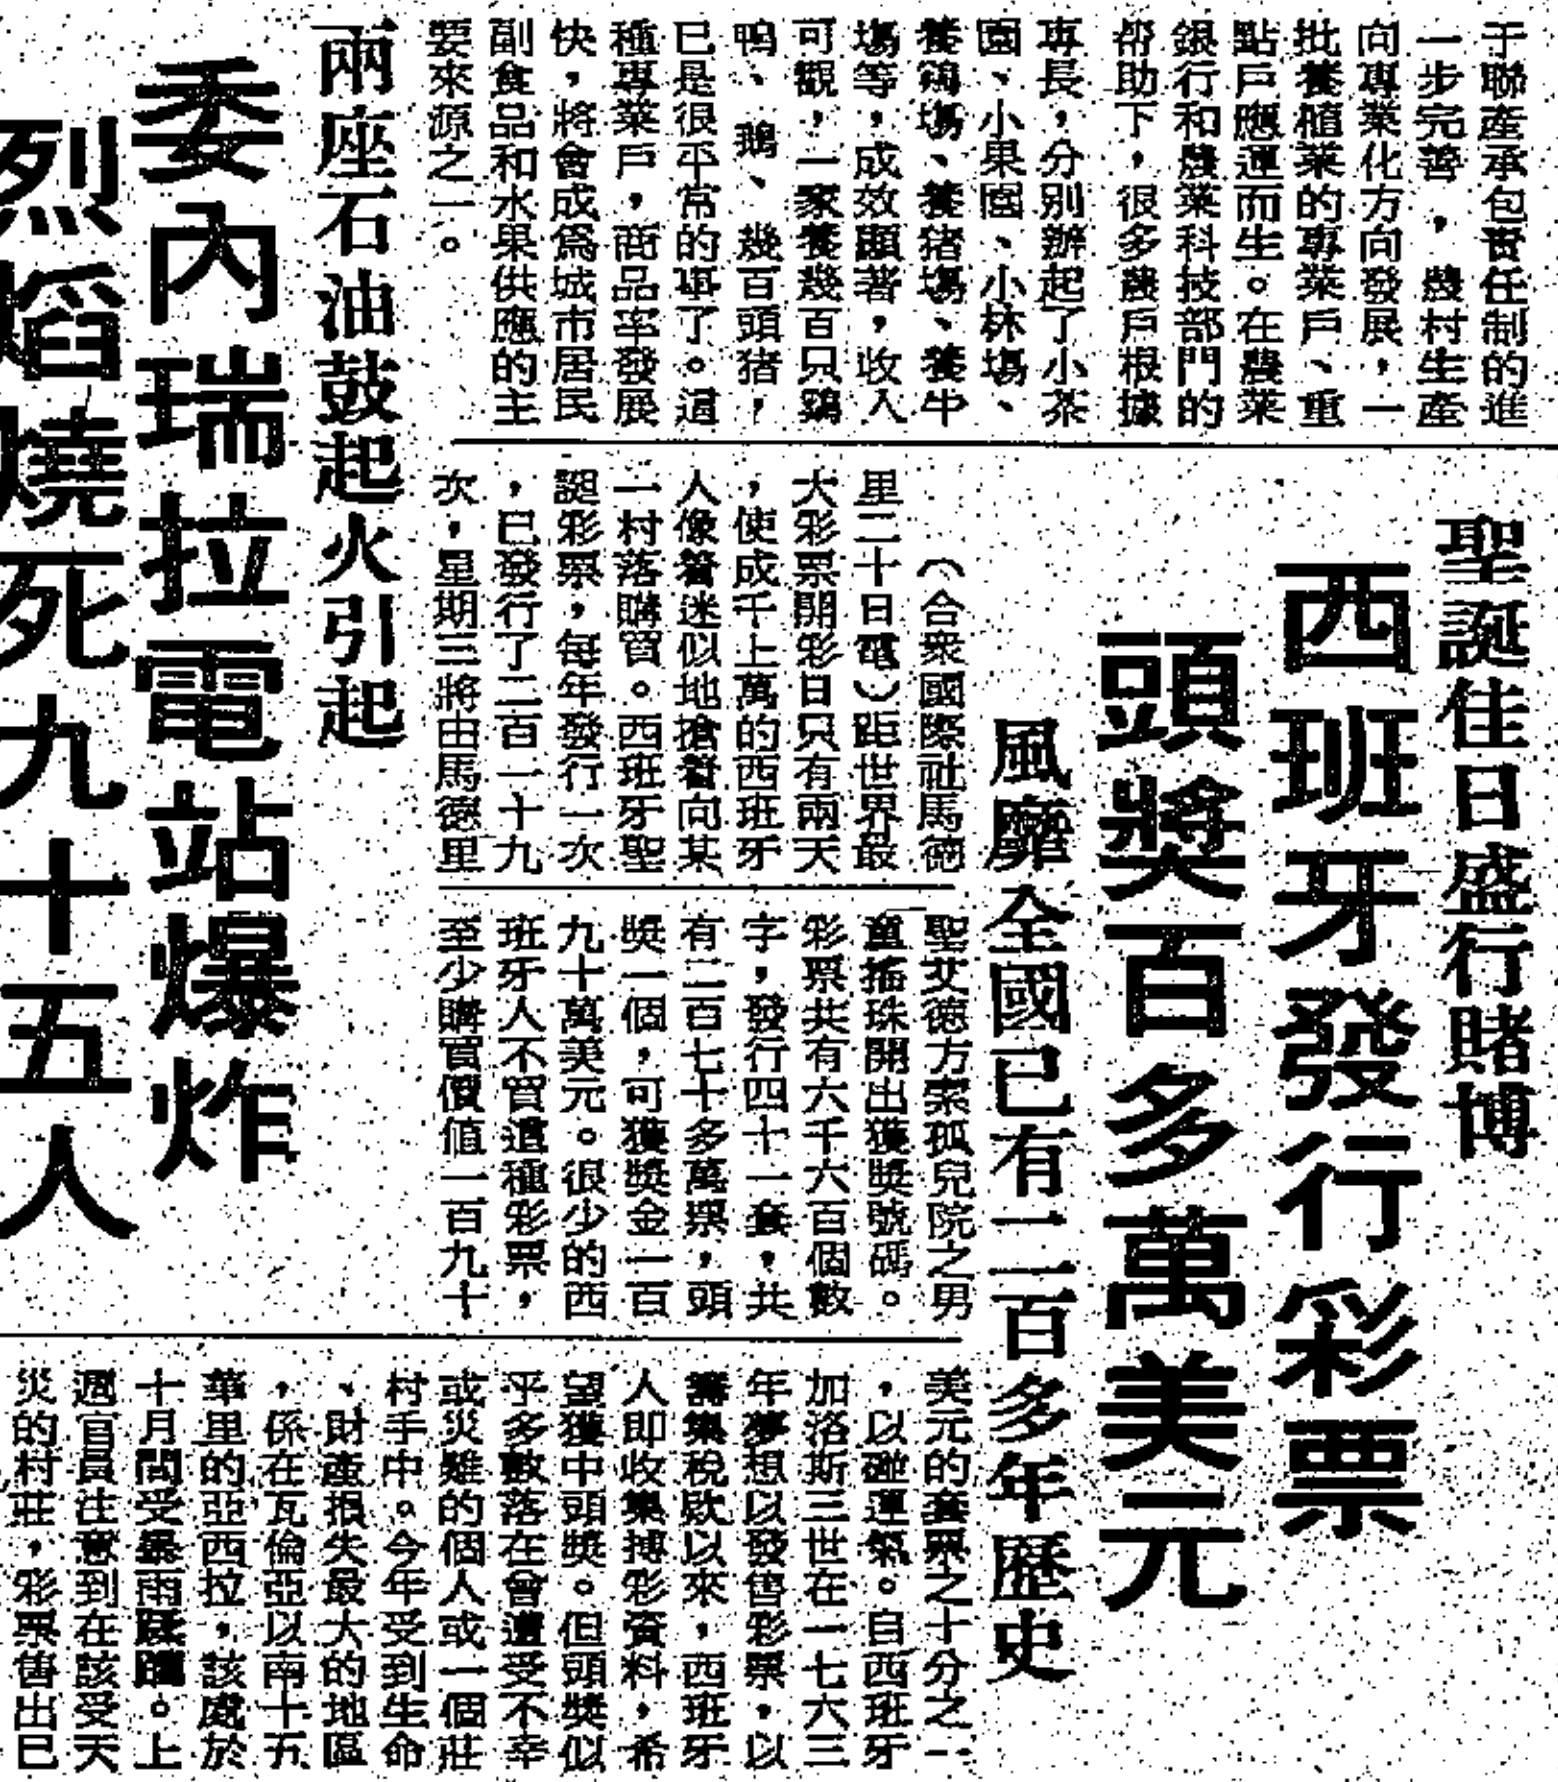 于聯產承包責任制的進
一步完善，農村生產
向專業化方向發展，一
批養殖業的專業戶、重
點戶應運而生。在農業
銀行和農業科技部門的
帮助下，很多農戶根據
專長，分別辦起了小茶
園、小果園、小林場、
養鷄場、養猪場、養牛
場等，成效顯著，收入
可觀，一家養幾百只鷄
鴨、鵝、幾百頭猪，
已是很平常的事了。這
種專業戶，商品率發展
快，將會成爲城市居民
副食品和水果供應的主
要來源之一。
聖誕佳日盛行賭博
西班牙發行彩票
頭獎百多萬美元
風靡全國已有二百多年歷史
（合衆國際社馬德
里二十日電）距世界最
大彩票開彩日只有兩天
，使成千上萬的西班牙
人像着迷似地搶着向某
一村落購買。西班牙聖
誕彩票，每年發行一次
，已發行了二百一十九
次，星期三將由馬德里
聖艾德方索孤兒院之男
童搖珠開出獲獎號碼。
彩票共有六千六百個數
字，發行四十一套，共
有二百七十多萬票，頭
獎一個，可獲獎金一百
九十萬美元。很少的西
班牙人不買這種彩票，
至少購買價值一百九十
美元的套票之十分之一
，以碰運氣。自西班牙
加洛斯三世在一七六三
年夢想以發售彩票，以
籌集稅欵以來，西班牙
人即收集搏彩資料，希
望獲中頭獎。但頭獎似
乎多數落在曾遭受不幸
或災難的個人或一個莊
村手中。今年受到生命
、財產損失最大的地區
，係在瓦倫亞以南十五
華里的亞西拉，該處於
十月間受暴雨蹂躪。上
週官員注意到在該受天
災的村莊，彩票售出已
兩座石油鼓起火引起
委內瑞拉電站爆炸
烈熖燒死九十五人